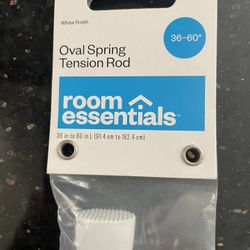 White finish
36-60"
Oval Spring
Tension Rod
room
essentials™
36 in to 60 in L (91.4 cm to 152.4 cm)